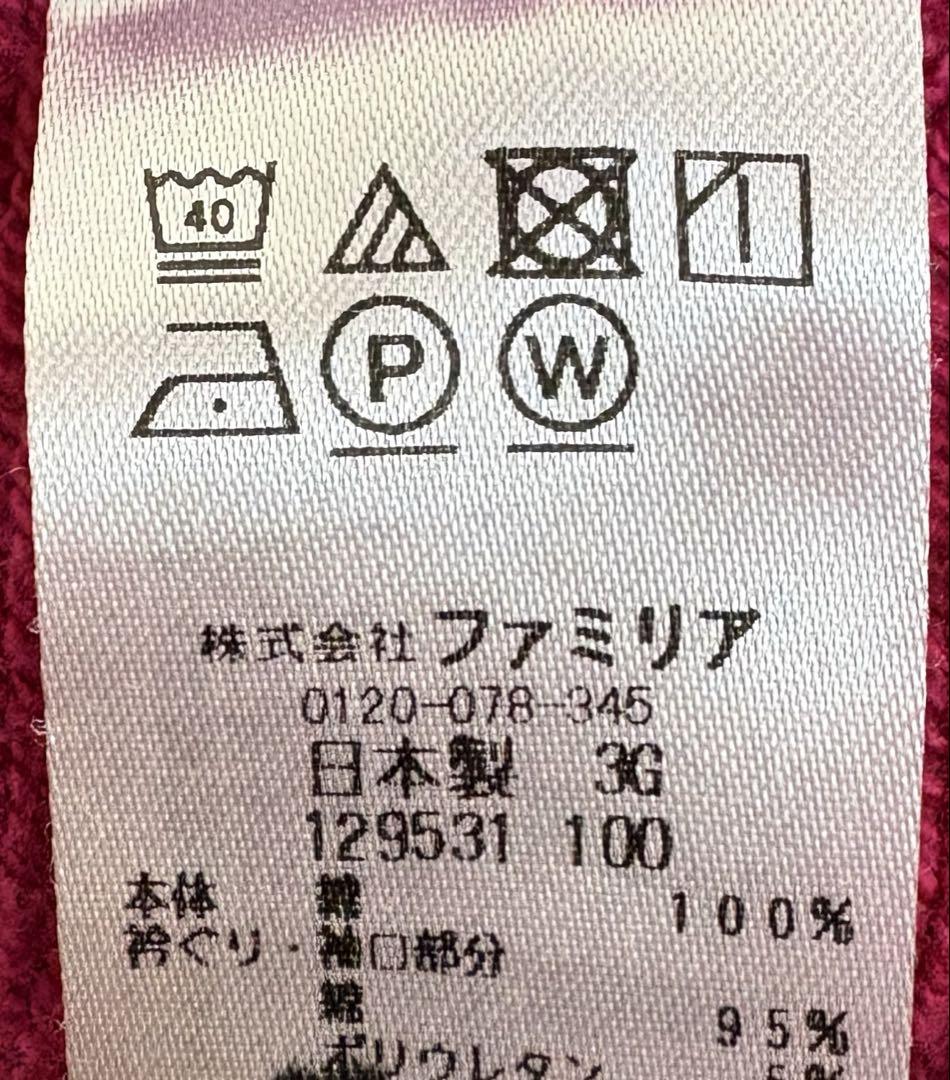 40
P W
株式会社ファミリア
0120-078-345
日本製 3G
129531 100
本体 綿 100%
衿ぐり・袖口部分
綿 95%
ポリウレタン 5%